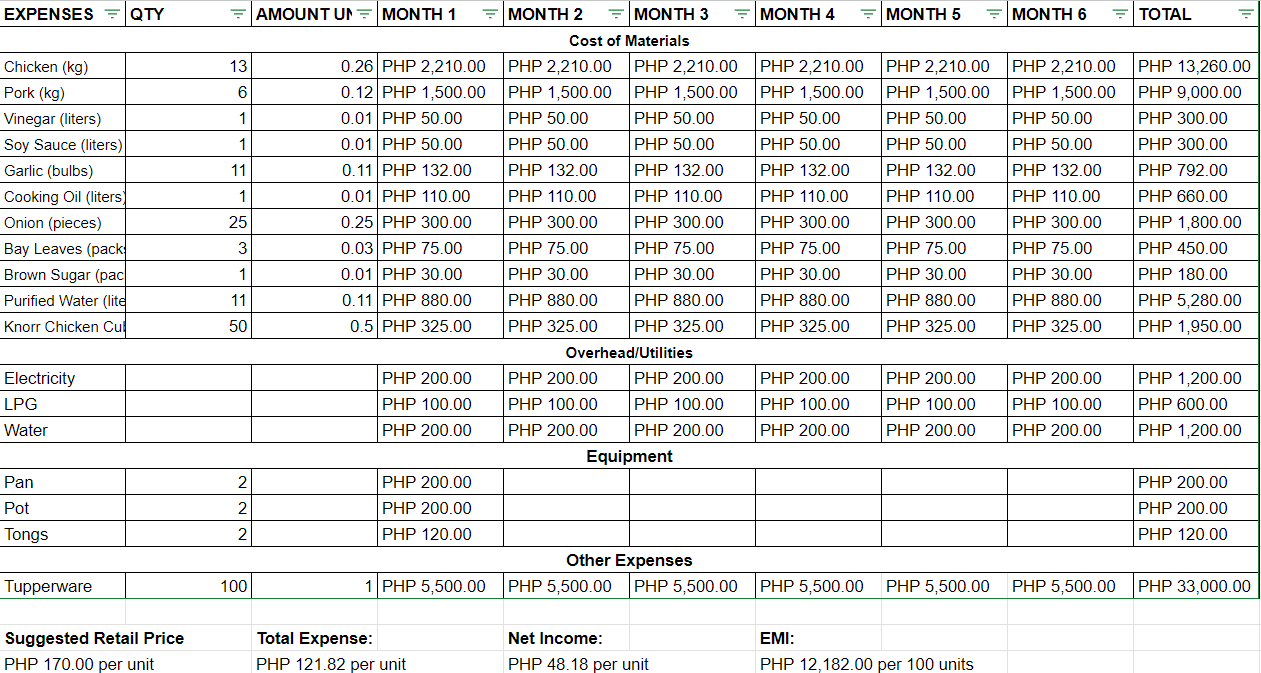 EXPENSES QTY AMOUNT UN MONTH 1 MONTH 2 MONTH 3 MONTH 4 MONTH 5 MONTH 6 TOTAL
Cost of Materials
Chicken (kg) 13 0.26 PHP 2,210.00 PHP 2,210.00 PHP 2,210.00 PHP 2,210.00 PHP 2,210.00 PHP 2,210.00 PHP 13,260.00
Pork (kg) 6 0.12 PHP 1,500.00 PHP 1,500.00 PHP 1,500.00 PHP 1,500.00 PHP 1,500.00 PHP 1,500.00 PHP 9,000.00
Vinegar (liters) 1 0.01 PHP 50.00 PHP 50.00 PHP 50.00 PHP 50.00 PHP 50.00 PHP 50.00 PHP 300.00
Soy Sauce (liters) 1 0.01 PHP 50.00 PHP 50.00 PHP 50.00 PHP 50.00 PHP 50.00 PHP 50.00 PHP 300.00
Garlic (bulbs) 11 0.11 PHP 132.00 PHP 132.00 PHP 132.00 PHP 132.00 PHP 132.00 PHP 132.00 PHP 792.00
Cooking Oil (liters) 1 0.01 PHP 110.00 PHP 110.00 PHP 110.00 PHP 110.00 PHP 110.00 PHP 110.00 PHP 660.00
Onion (pieces) 25 0.25 PHP 300.00 PHP 300.00 PHP 300.00 PHP 300.00 PHP 300.00 PHP 300.00 PHP 1,800.00
Bay Leaves (packs 3 0.03 PHP 75.00 PHP 75.00 PHP 75.00 PHP 75.00 PHP 75.00 PHP 75.00 PHP 450.00
Brown Sugar (pac 1 0.01 PHP 30.00 PHP 30.00 PHP 30.00 PHP 30.00 PHP 30.00 PHP 30.00 PHP 180.00
Purified Water (lite 11 0.11 PHP 880.00 PHP 880.00 PHP 880.00 PHP 880.00 PHP 880.00 PHP 880.00 PHP 5,280.00
Knorr Chicken Cub 50 0.5 PHP 325.00 PHP 325.00 PHP 325.00 PHP 325.00 PHP 325.00 PHP 325.00 PHP 1,950.00
Overhead/Utilities
Electricity PHP 200.00 PHP 200.00 PHP 200.00 PHP 200.00 PHP 200.00 PHP 200.00 PHP 1,200.00
LPG PHP 100.00 PHP 100.00 PHP 100.00 PHP 100.00 PHP 100.00 PHP 100.00 PHP 600.00
Water PHP 200.00 PHP 200.00 PHP 200.00 PHP 200.00 PHP 200.00 PHP 200.00 PHP 1,200.00
Equipment
Pan 2 PHP 200.00 PHP 200.00
Pot 2 PHP 200.00 PHP 200.00
Tongs 2 PHP 120.00 PHP 120.00
Other Expenses
Tupperware 100 1 PHP 5,500.00 PHP 5,500.00 PHP 5,500.00 PHP 5,500.00 PHP 5,500.00 PHP 5,500.00 PHP 33,000.00
Suggested Retail Price Total Expense: Net Income: EMI:
PHP 170.00 per unit PHP 121.82 per unit PHP 48.18 per unit PHP 12,182.00 per 100 units